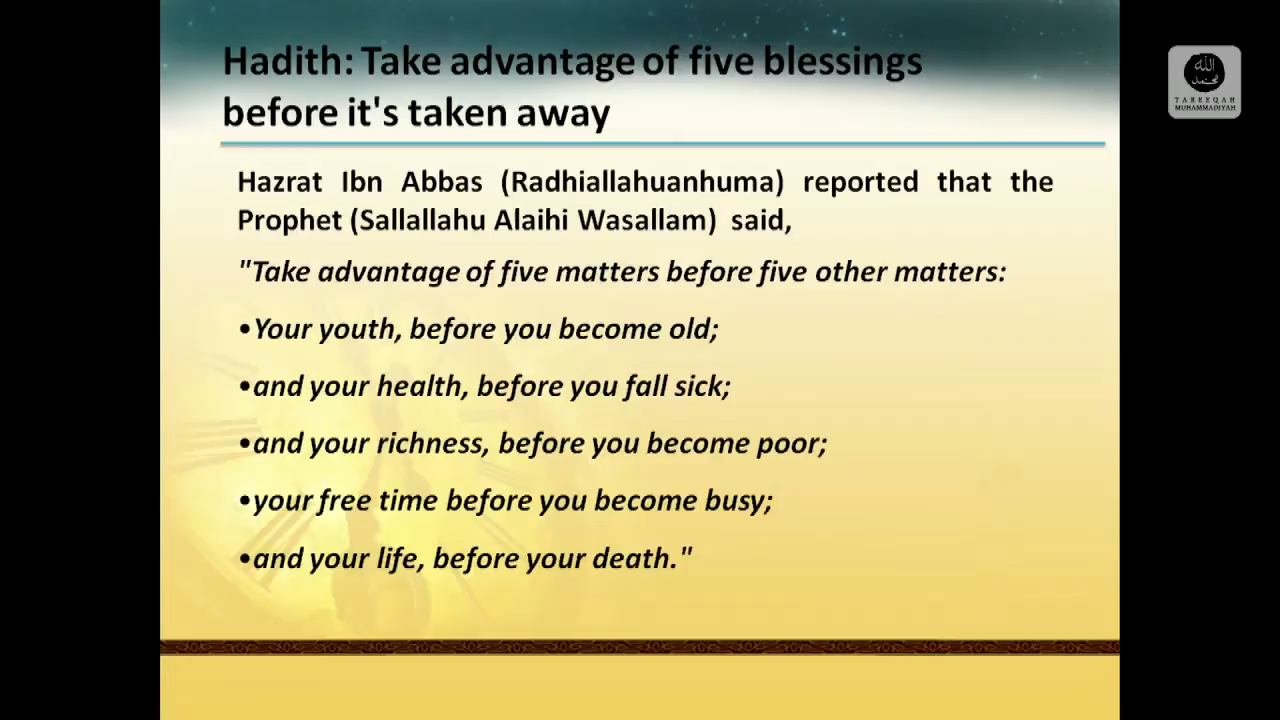 Hadith: Take advantage of five blessings
before it's taken away
Hazrat Ibn Abbas (Radhiallahuanhuma) reported that the
Prophet (Sallallahu Alaihi Wasallam) said,
"Take advantage of five matters before five other matters:
•Your youth, before you become old;
•and your health, before you fall sick;
•and your richness, before you become poor;
•your free time before you become busy;
•and your life, before your death."
الله
محمد
TAREEQAH
MUHAMMADIYAH